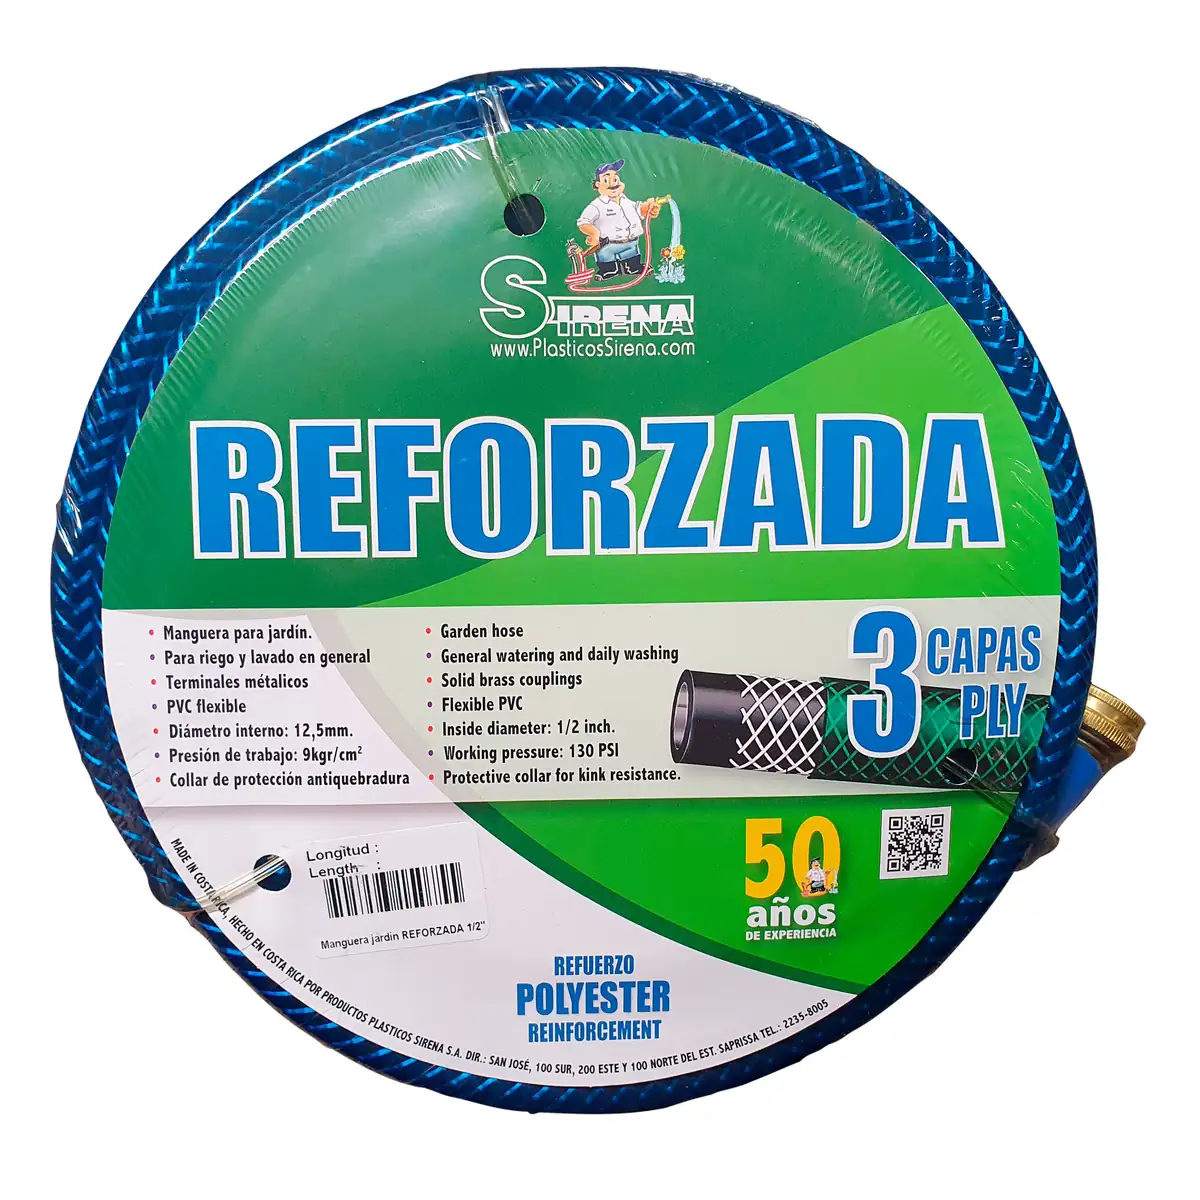 SIRENA
www.PlasticosSirena.com
REFORZADA
• Manguera para jardín.
• Para riego y lavado en general
• Terminales métalicos
• PVC flexible
• Diámetro interno: 12,5mm.
• Presión de trabajo: 9kgr/cm²
• Collar de protección antiquebradura
• Garden hose
• General watering and daily washing
• Solid brass couplings
• Flexible PVC
• Inside diameter: 1/2 inch.
• Working pressure: 130 PSI
• Protective collar for kink resistance.
3 CAPAS
PLY
Longitud :
Length :
Manguera jardin REFORZADA 1/2"
50
años
DE EXPERIENCIA
REFUERZO
POLYESTER
REINFORCEMENT
MADE IN COSTA RICA, HECHO EN COSTA RICA POR PRODUCTOS PLASTICOS SIRENA S.A. DIR.: SAN JOSÉ, 100 SUR, 200 ESTE Y 100 NORTE DEL EST. SAPRISSA TEL.: 2235-8005